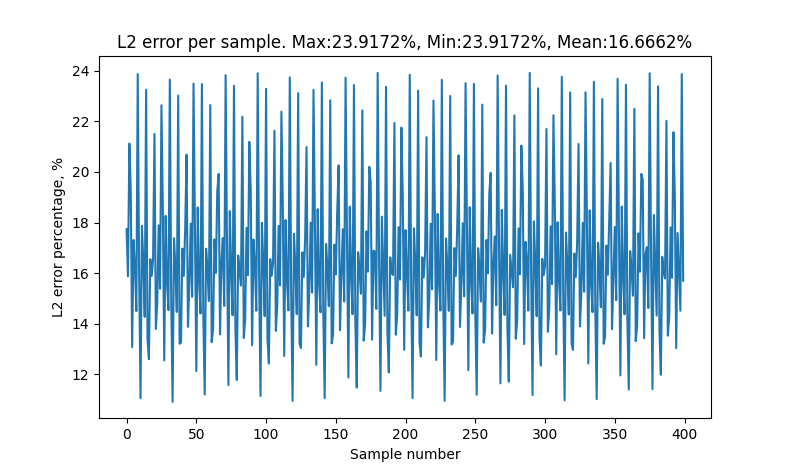 L2 error per sample. Max:23.9172%, Min:23.9172%, Mean:16.6662%
24
22
20
18
16
14
12
L2 error percentage, %
0 50 100 150 200 250 300 350 400
Sample number